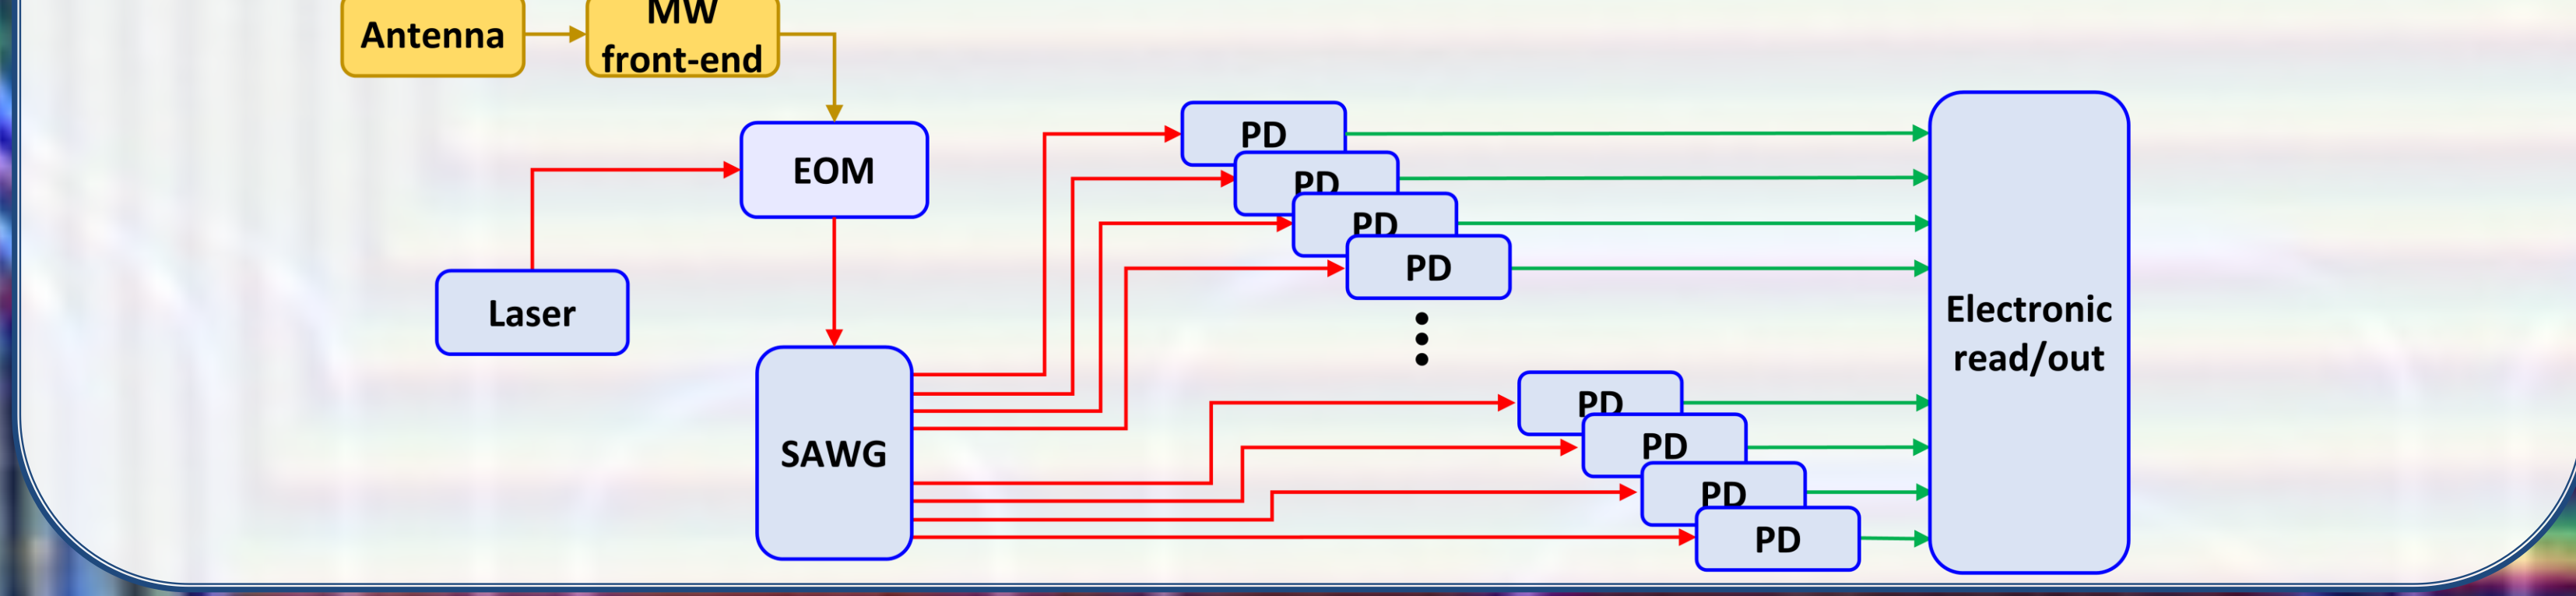 Antenna
MW
front-end
EOM
Laser
SAWG
PD
PD
PD
PD
PD
PD
PD
PD
Electronic
read/out